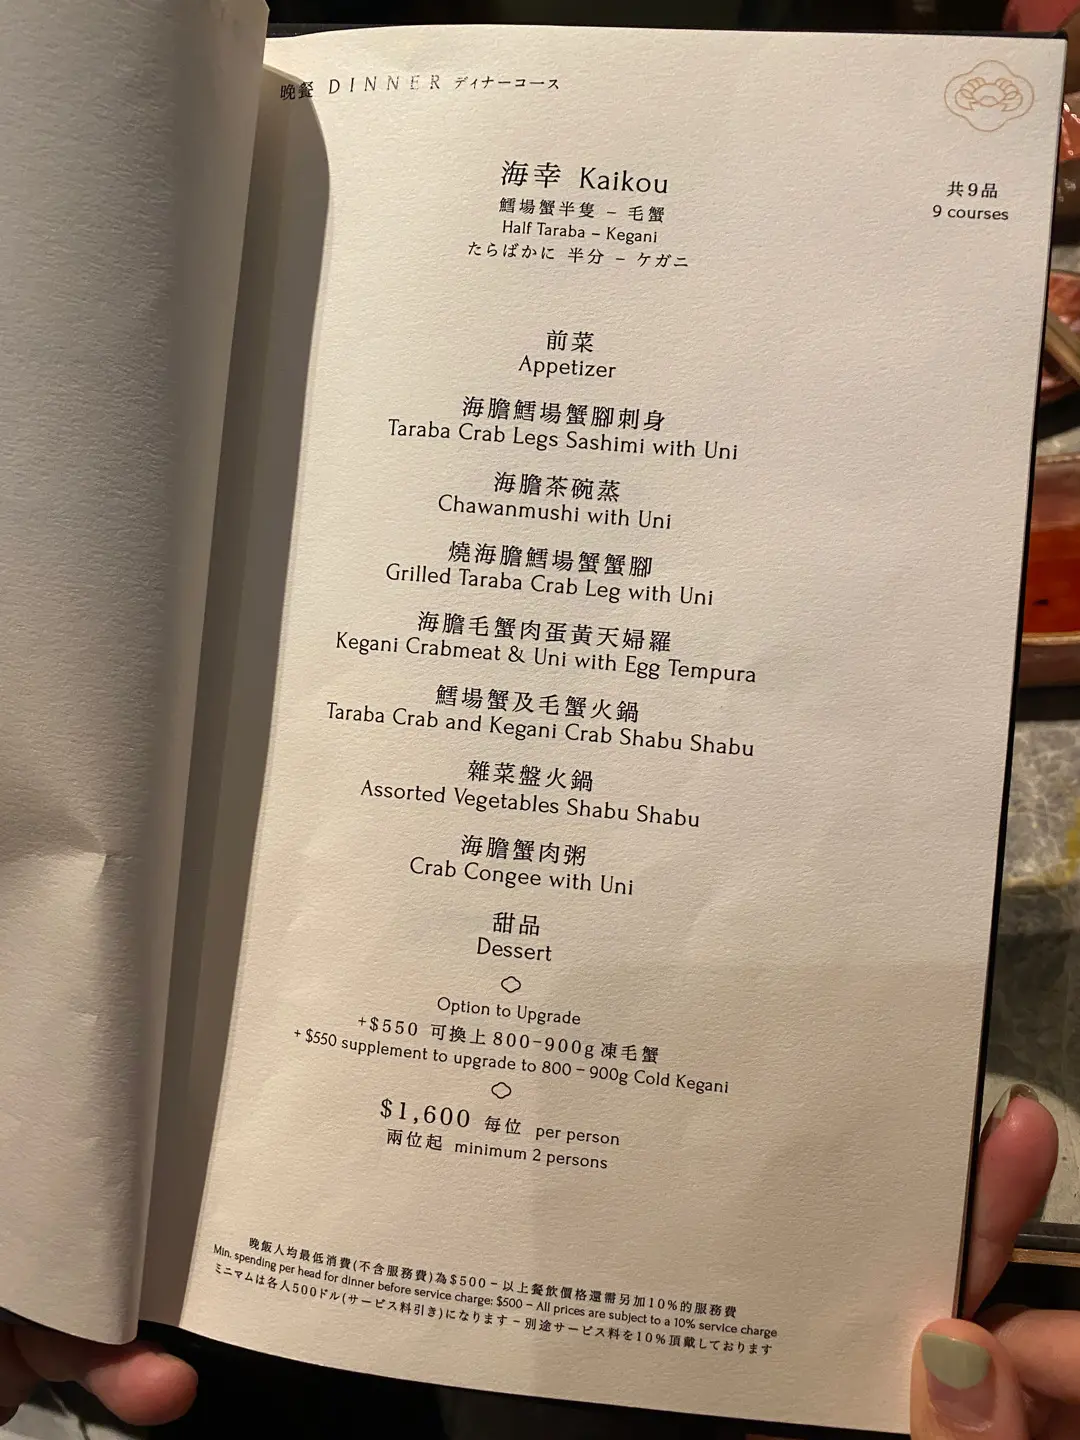 晚餐 DINNER ディナーコース
海幸 Kaikou
共9品
9 courses
鱈場蟹半隻 – 毛蟹
Half Taraba – Kegani
たらばかに 半分 – ケガニ
前菜
Appetizer
海膽鱈場蟹腳刺身
Taraba Crab Legs Sashimi with Uni
海膽茶碗蒸
Chawanmushi with Uni
燒海膽鱈場蟹蟹腳
Grilled Taraba Crab Leg with Uni
海膽毛蟹肉蛋黃天婦羅
Kegani Crabmeat & Uni with Egg Tempura
鱈場蟹及毛蟹火鍋
Taraba Crab and Kegani Crab Shabu Shabu
雜菜盤火鍋
Assorted Vegetables Shabu Shabu
海膽蟹肉粥
Crab Congee with Uni
甜品
Dessert
Option to Upgrade
+$550 可換上 800-900g 凍毛蟹
+ $550 supplement to upgrade to 800 – 900g Cold Kegani
$1,600 每位 per person
兩位起 minimum 2 persons
晚飯人均最低消費(不含服務費)為$500 – 以上餐飲價格還需另加10%的服務費
Min. spending per head for dinner before service charge: $500 – All prices are subject to a 10% service charge
ミニマムは各人500ドル(サービス料引き)になります – 別途サービス料を10%頂戴しております